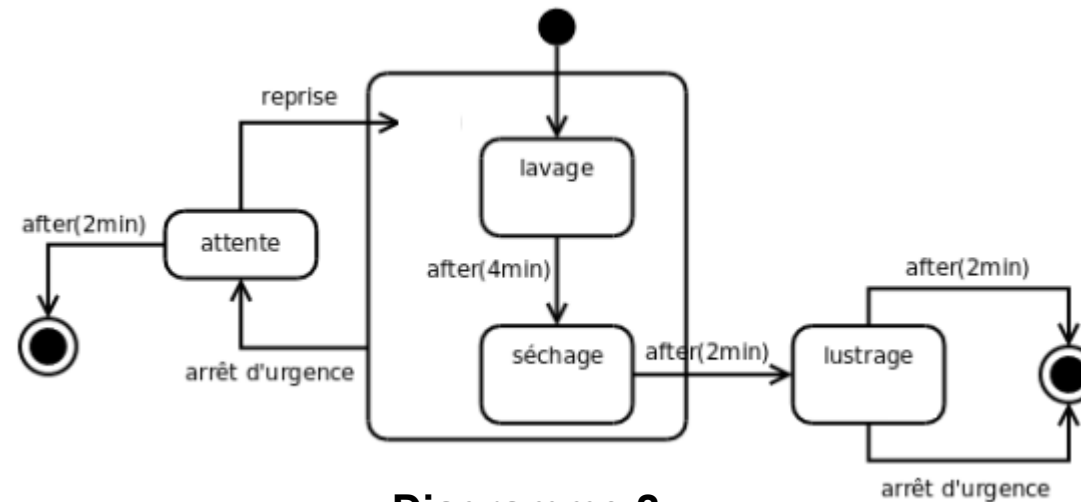 reprise
lavage
after(2min)
attente
after(4min)
after(2min)
séchage
after(2min)
lustrage
arrêt d'urgence
arrêt d'urgence